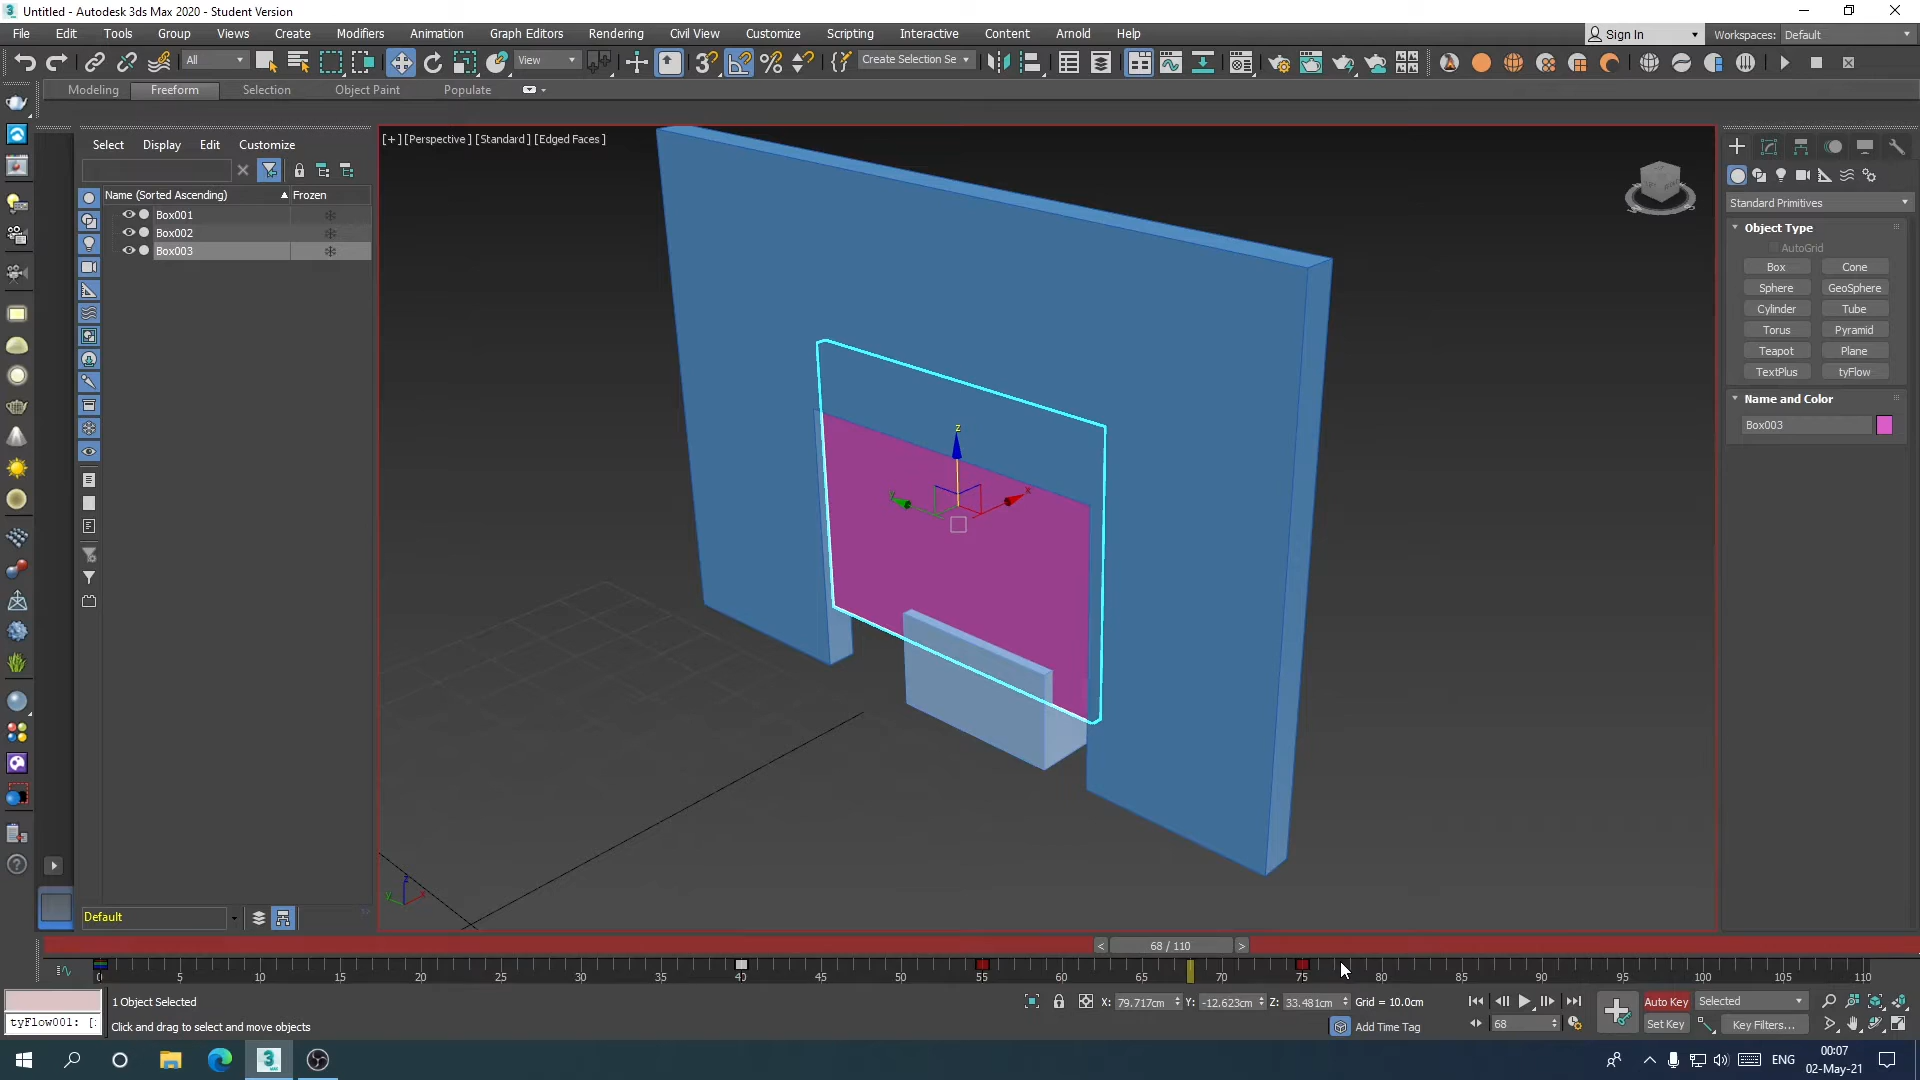 Untitled - Autodesk 3ds Max 2020 - Student Version
File Edit Tools Group Views Create Modifiers Animation Graph Editors Rendering Civil View Customize Scripting Interactive Content Arnold Help
Sign In
Workspaces: Default
All
View
Create Selection Se
Modeling Freeform Selection Object Paint Populate
Select Display Edit Customize
[+] [Perspective ] [Standard ] [Edged Faces ]
Name (Sorted Ascending) Frozen
Box001
Box002
Box003
Standard Primitives
Object Type
AutoGrid
Box Cone
Sphere GeoSphere
Cylinder Tube
Torus Pyramid
Teapot Plane
TextPlus tyFlow
Name and Color
Box003
z
y
x
Default
< 68 / 110 >
0 5 10 15 20 25 30 35 40 45 50 55 60 65 70 75 80 85 90 95 100 105 110
1 Object Selected
X: 79.717cm Y: -12.623cm Z: 33.481cm Grid = 10.0cm
Auto Key Selected
tyFlow001: [
Click and drag to select and move objects
Add Time Tag
68
Set Key
Key Filters...
ENG
00:07
02-May-21